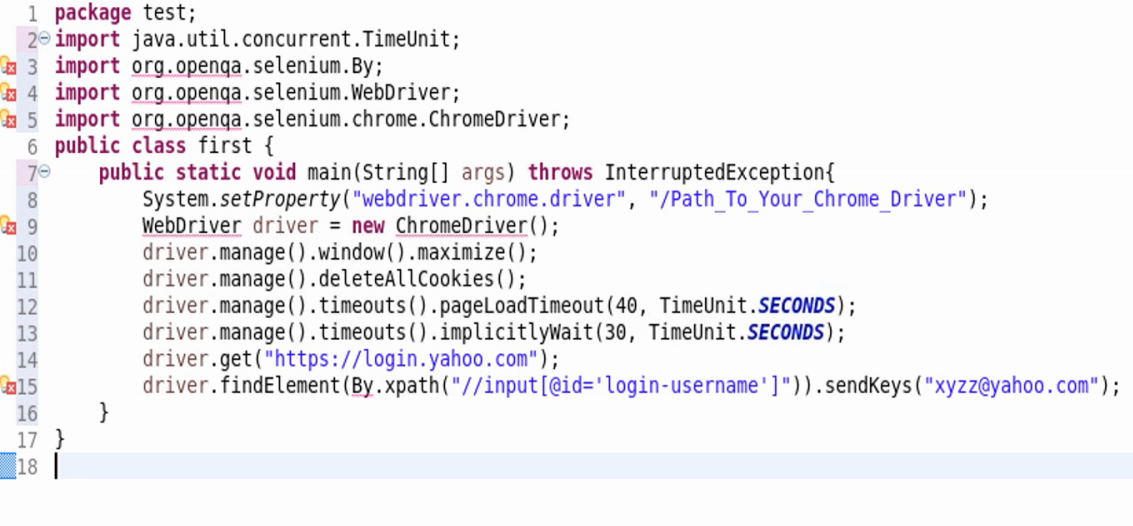 1 package test;
2 import java.util.concurrent.TimeUnit;
3 import org.openqa.selenium.By;
4 import org.openqa.selenium.WebDriver;
5 import org.openqa.selenium.chrome.ChromeDriver;
6 public class first {
7     public static void main(String[] args) throws InterruptedException{
8         System.setProperty("webdriver.chrome.driver", "/Path_To_Your_Chrome_Driver");
9         WebDriver driver = new ChromeDriver();
10         driver.manage().window().maximize();
11         driver.manage().deleteAllCookies();
12         driver.manage().timeouts().pageLoadTimeout(40, TimeUnit.SECONDS);
13         driver.manage().timeouts().implicitlyWait(30, TimeUnit.SECONDS);
14         driver.get("https://login.yahoo.com");
15         driver.findElement(By.xpath("//input[@id='login-username']")).sendKeys("xyzz@yahoo.com");
16     }
17 }
18